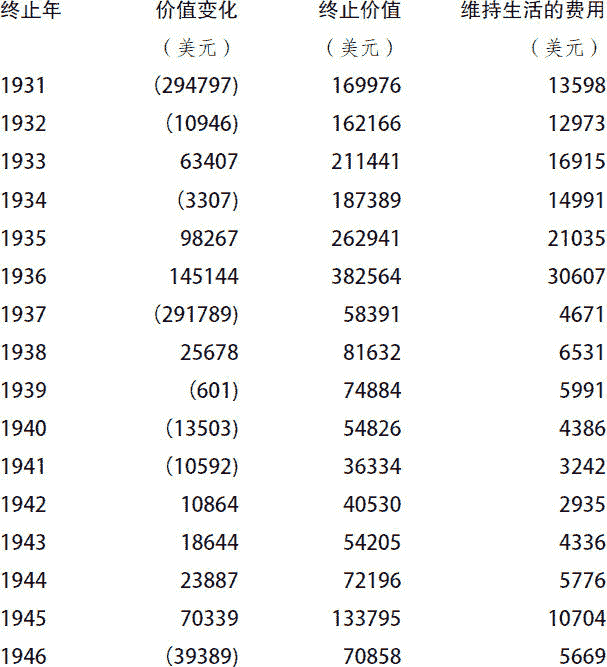 终止年 价值变化 终止价值 维持生活的费用
（美元） （美元） （美元）
1931 (294797) 169976 13598
1932 (10946) 162166 12973
1933 63407 211441 16915
1934 (3307) 187389 14991
1935 98267 262941 21035
1936 145144 382564 30607
1937 (291789) 58391 4671
1938 25678 81632 6531
1939 (601) 74884 5991
1940 (13503) 54826 4386
1941 (10592) 36334 3242
1942 10864 40530 2935
1943 18644 54205 4336
1944 23887 72196 5776
1945 70339 133795 10704
1946 (39389) 70858 5669